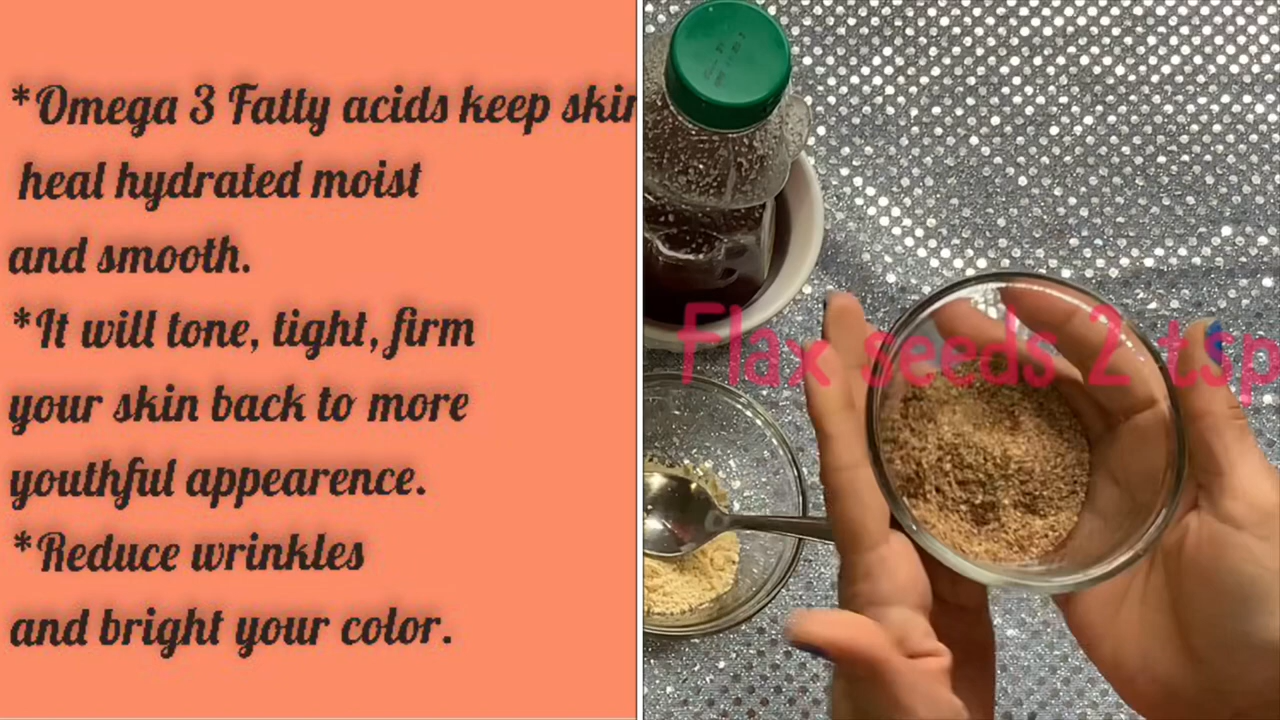 *Omega 3 Fatty acids keep skin
heal hydrated moist
and smooth.
*It will tone, tight, firm
your skin back to more
youthful appearence.
*Reduce wrinkles
and bright your color.
Flax seeds 2 tsp